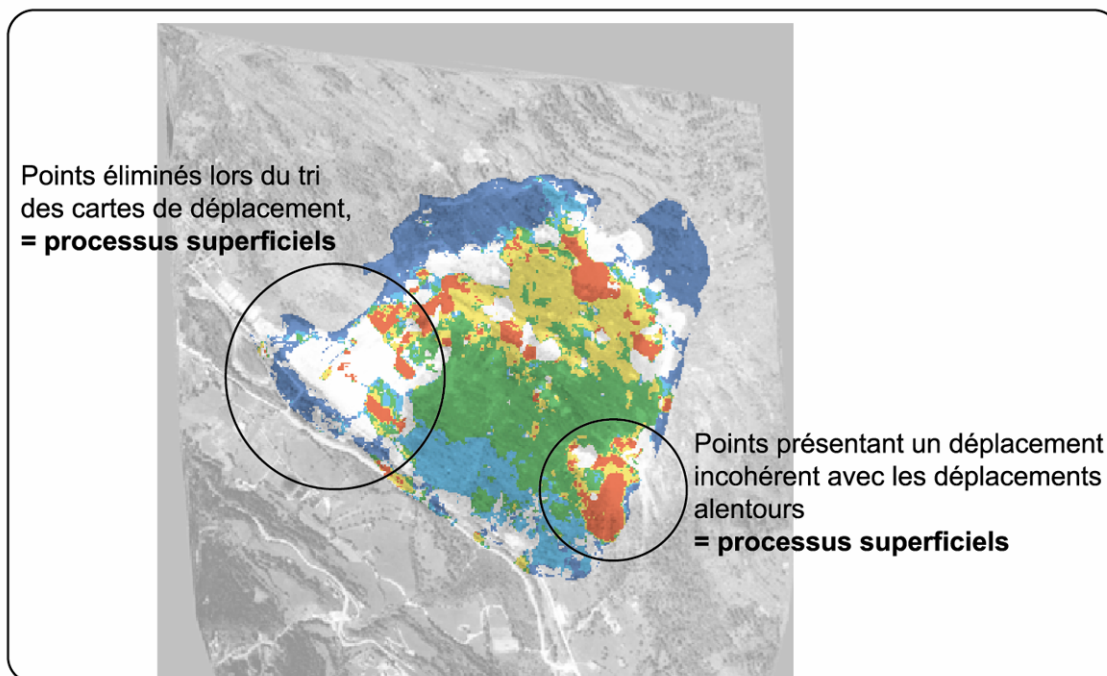 Points éliminés lors du tri
des cartes de déplacement,
= processus superficiels
Points présentant un déplacement
incohérent avec les déplacements
alentours
= processus superficiels